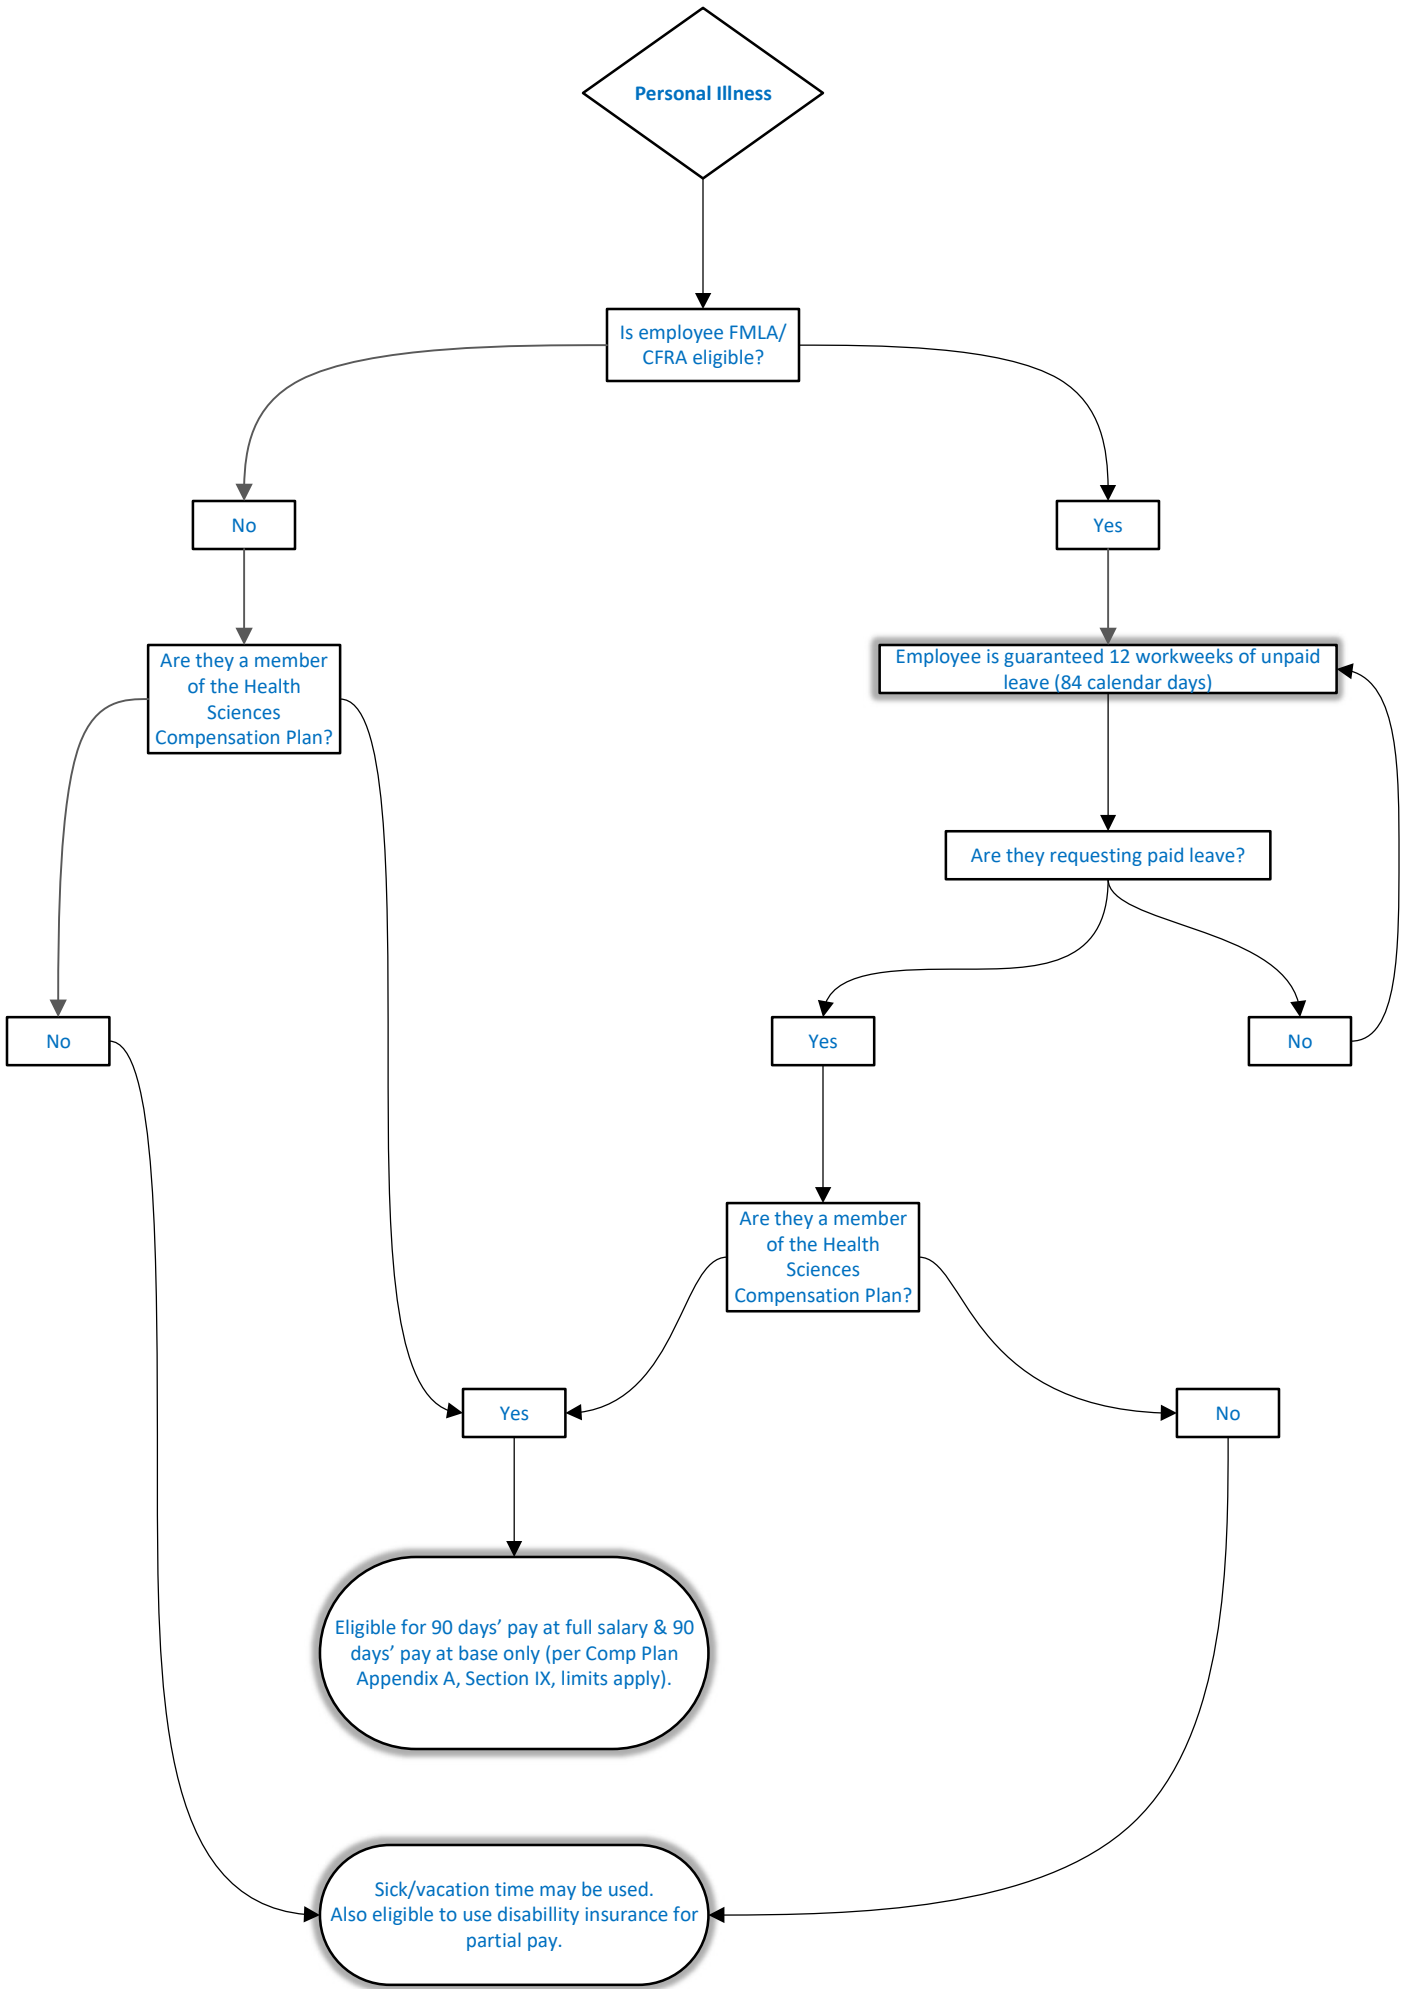 Personal Illness
Is employee FMLA/
CFRA eligible?
No
Yes
Are they a member
of the Health
Sciences
Compensation Plan?
Employee is guaranteed 12 workweeks of unpaid
leave (84 calendar days)
Are they requesting paid leave?
No
Yes
No
Are they a member
of the Health
Sciences
Compensation Plan?
Yes
No
Eligible for 90 days’ pay at full salary & 90
days’ pay at base only (per Comp Plan
Appendix A, Section IX, limits apply).
Sick/vacation time may be used.
Also eligible to use disabillity insurance for
partial pay.